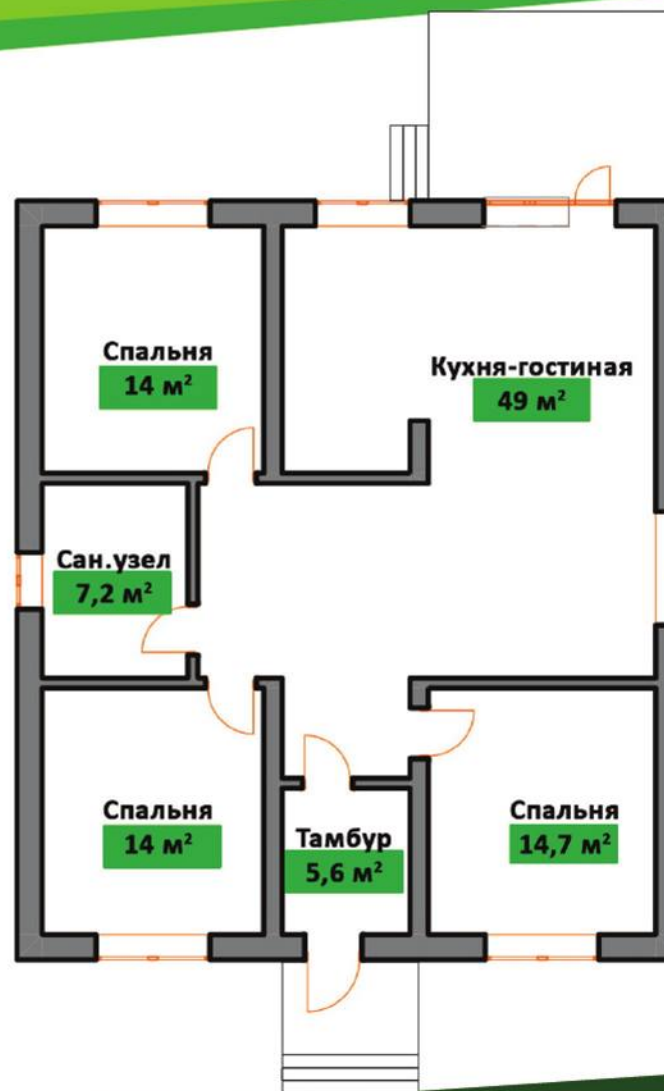 Спальня
14 м²
Кухня-гостиная
49 м²
Сан.узел
7,2 м²
Спальня
14 м²
Тамбур
5,6 м²
Спальня
14,7 м²